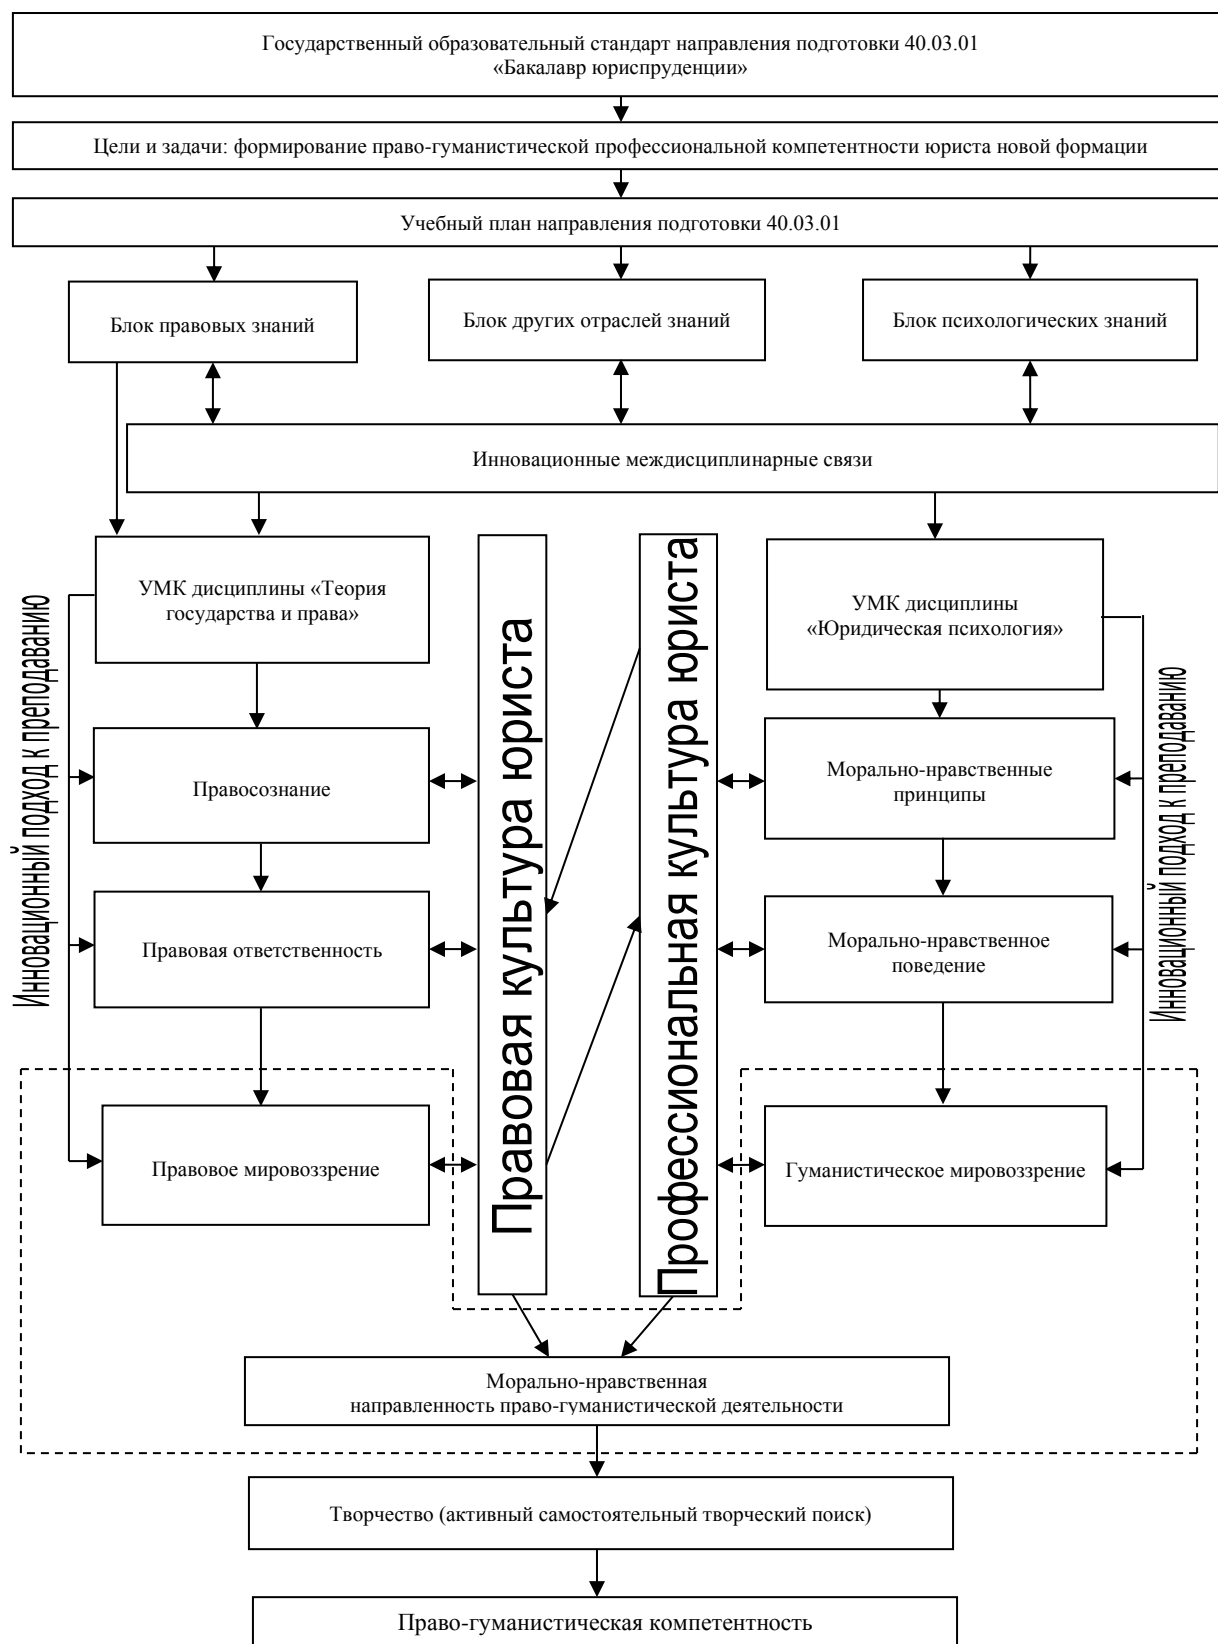 Государственный образовательный стандарт направления подготовки 40.03.01
«Бакалавр юриспруденции»
Цели и задачи: формирование право-гуманистической профессиональной компетентности юриста новой формации
Учебный план направления подготовки 40.03.01
Блок правовых знаний
Блок других отраслей знаний
Блок психологических знаний
Инновационные междисциплинарные связи
УМК дисциплины «Теория
государства и права»
УМК дисциплины
«Юридическая психология»
Инновационный подход к преподаванию
Правовая культура юриста
Профессиональная культура юриста
Инновационный подход к преподаванию
Правосознание
Морально-нравственные
принципы
Правовая ответственность
Морально-нравственное
поведение
Правовое мировоззрение
Гуманистическое мировоззрение
Морально-нравственная
направленность право-гуманистической деятельности
Творчество (активный самостоятельный творческий поиск)
Право-гуманистическая компетентность